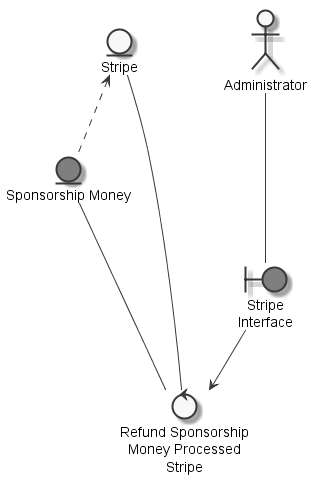 Stripe
Administrator
Sponsorship Money
Stripe
Interface
Refund Sponsorship
Money Processed
Stripe